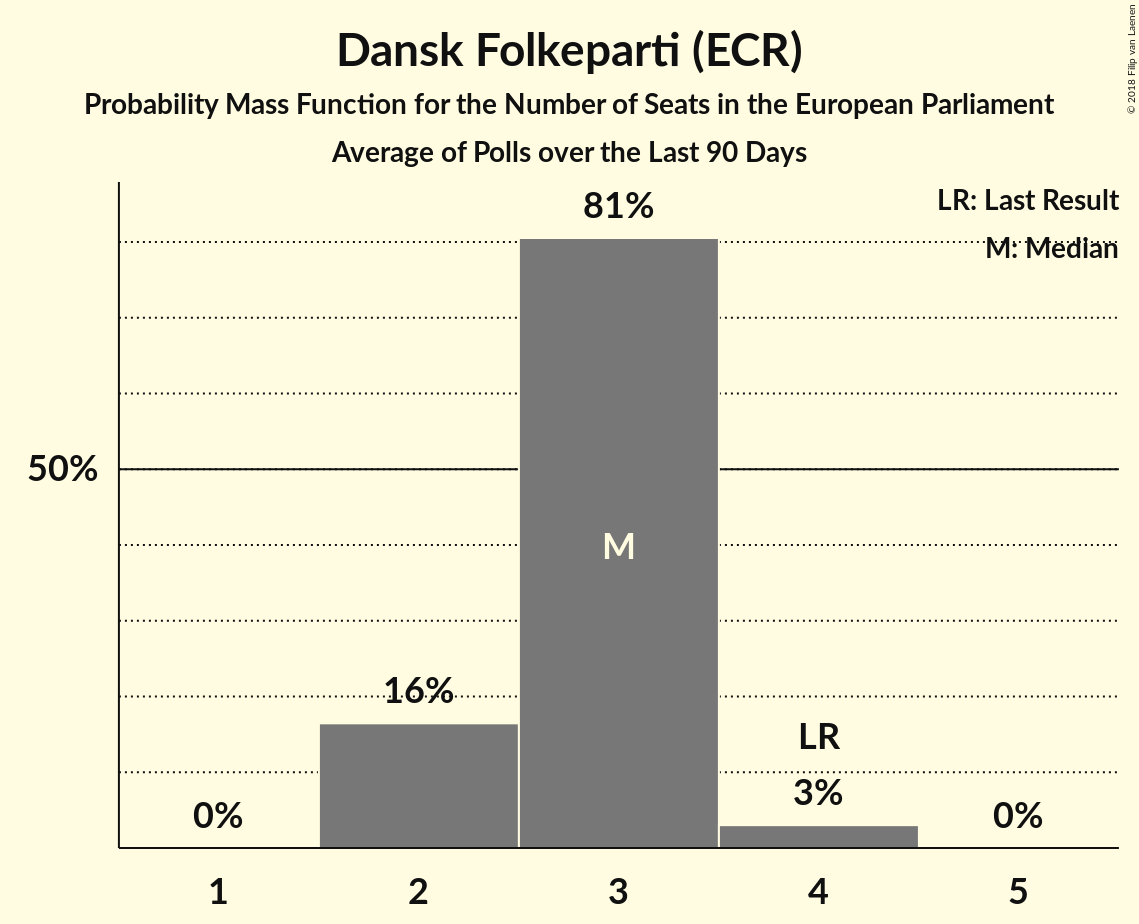 Dansk Folkeparti (ECR)
Probability Mass Function for the Number of Seats in the European Parliament
Average of Polls over the Last 90 Days
© 2018 Filip van Laenen
LR: Last Result
M: Median
81%
50%
M
16%
LR
3%
0%
0%
1 2 3 4 5